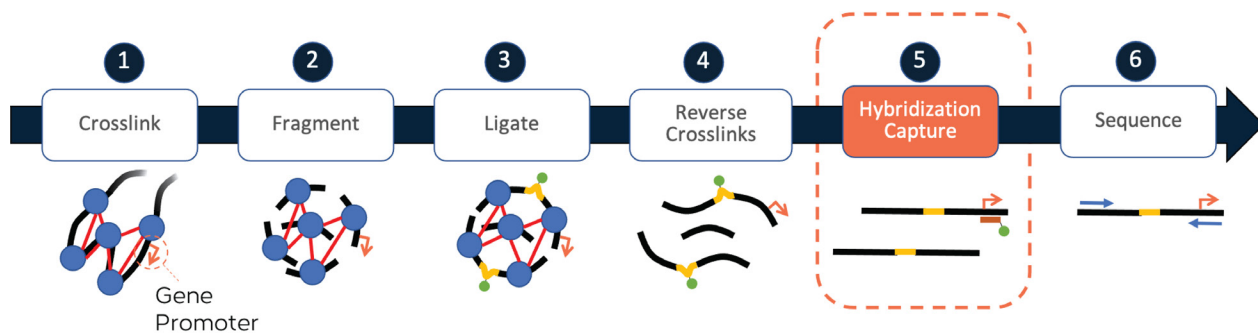 1
2
3
4
5
6
Crosslink
Fragment
Ligate
Reverse
Crosslinks
Hybridization
Capture
Sequence
Gene
Promoter